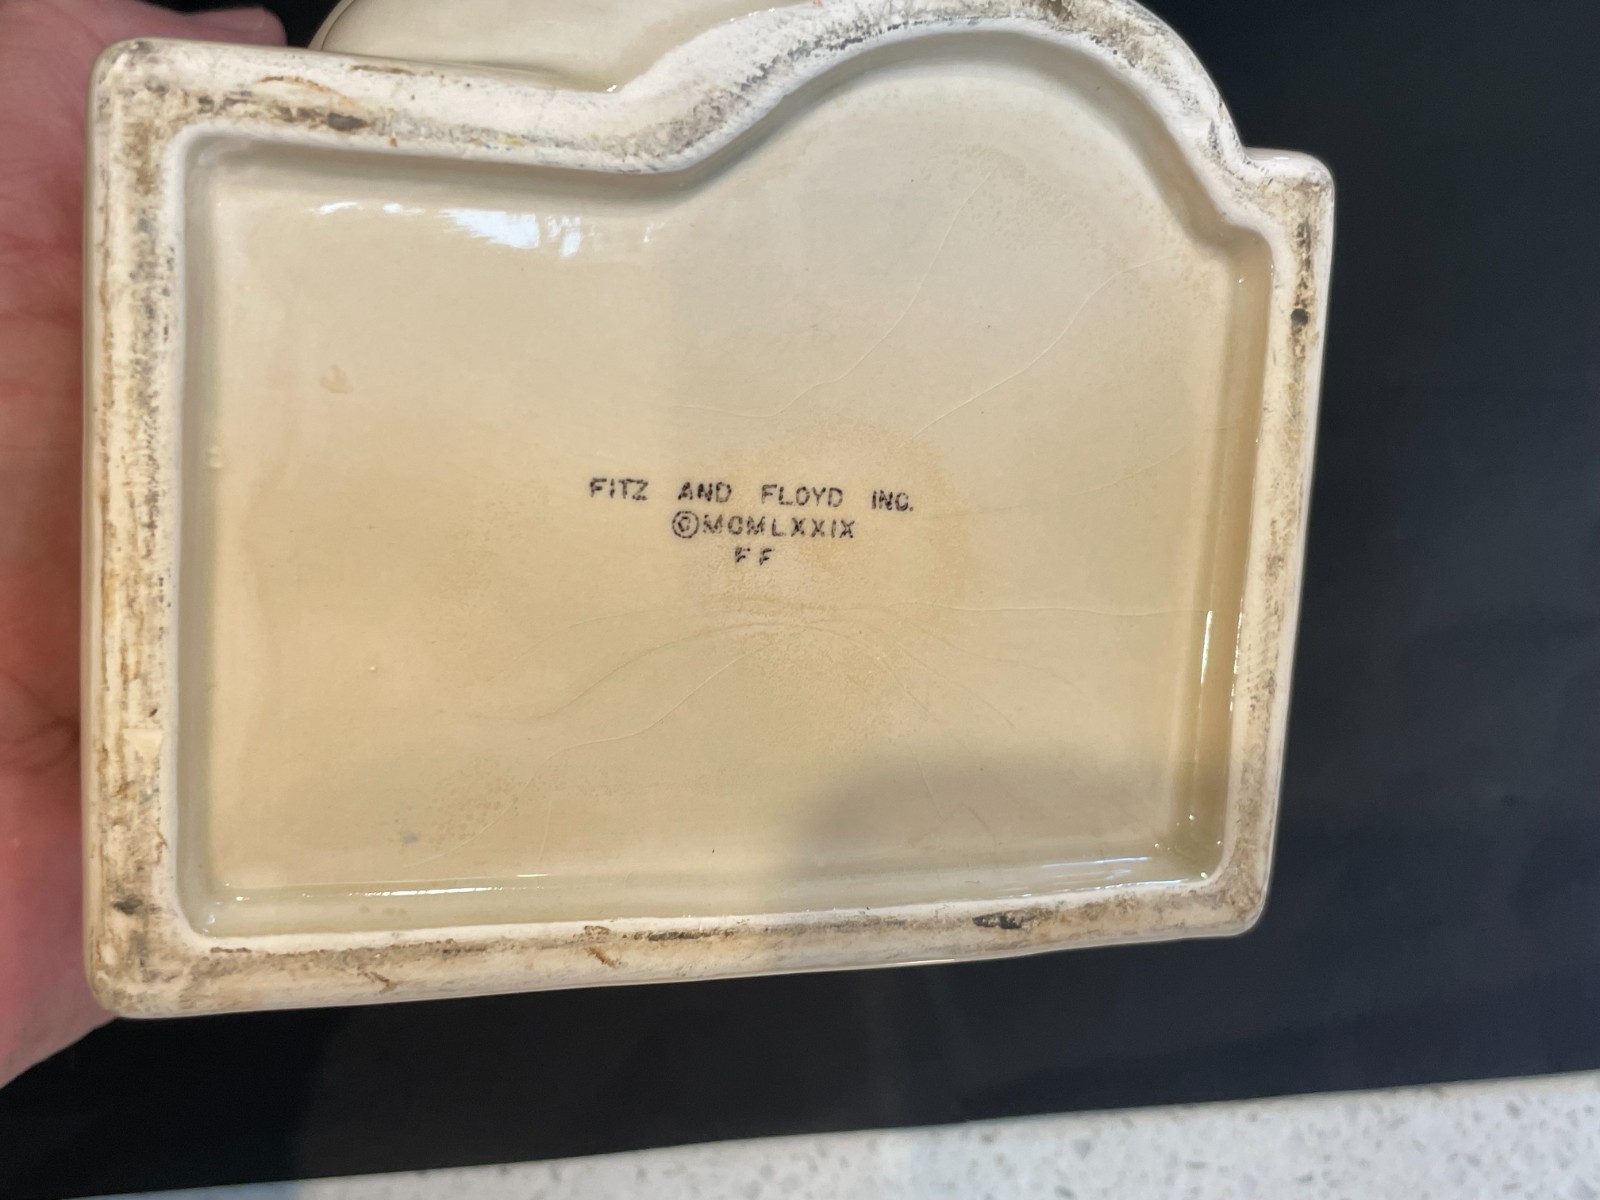 FITZ AND FLOYD INC.
©MCMLXXIX
FF